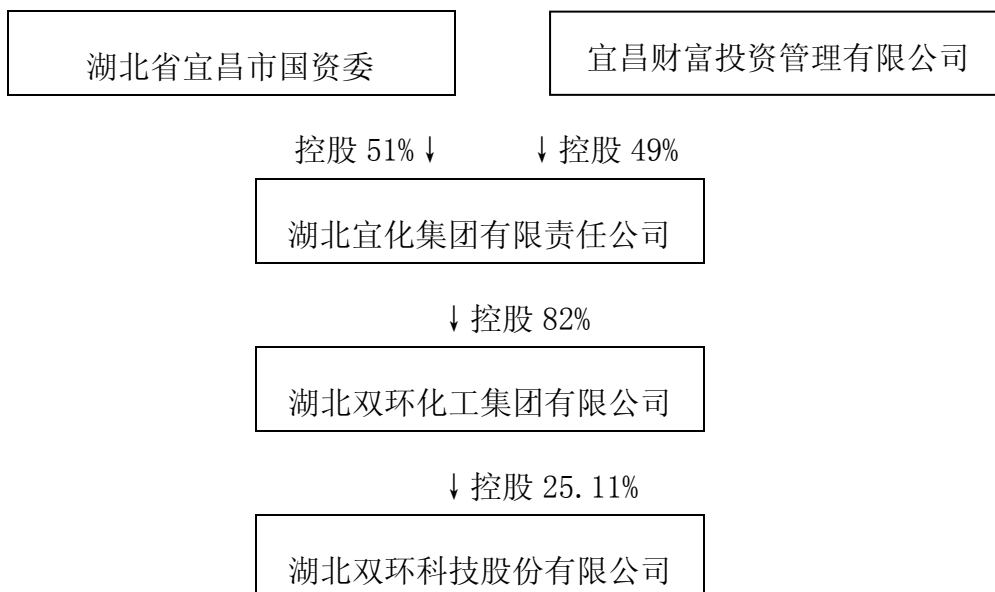 湖北省宜昌市国资委
宜昌财富投资管理有限公司
控股 51%↓ ↓控股 49%
湖北宜化集团有限责任公司
↓控股 82%
湖北双环化工集团有限公司
↓控股 25.11%
湖北双环科技股份有限公司